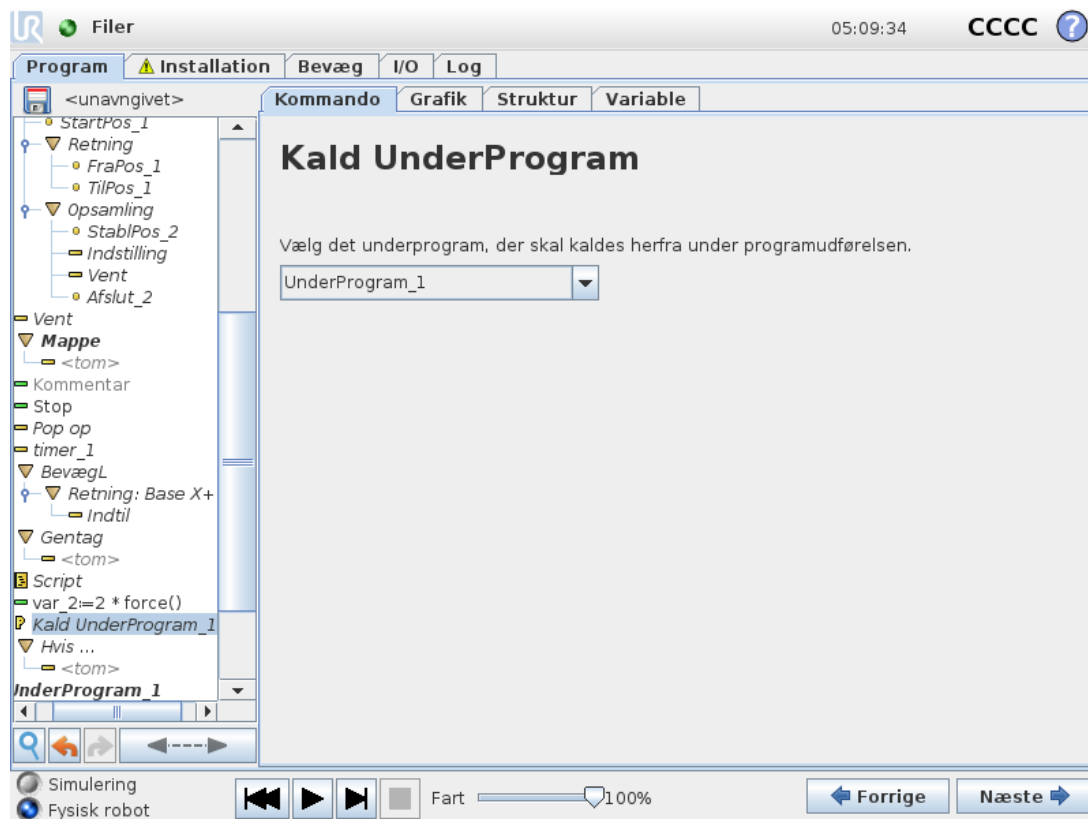 UR Filer 05:09:34 CCCC ?
Program Installation Bevæg I/O Log
<unavngivet>
Kommando Grafik Struktur Variable
StartPos_1
Retning
FraPos_1
TilPos_1
Opsamling
StablPos_2
Indstilling
Vent
Afslut_2
Vent
Mappe
<tom>
Kommentar
Stop
Pop op
timer_1
BevægL
Retning: Base X+
Indtil
Gentag
<tom>
Script
var_2:=2 * force()
Kald UnderProgram_1
Hvis ...
<tom>
UnderProgram_1
Kald UnderProgram
Vælg det underprogram, der skal kaldes herfra under programudførelsen.
UnderProgram_1
Simulering
Fysisk robot
Fart 100%
Forrige Næste